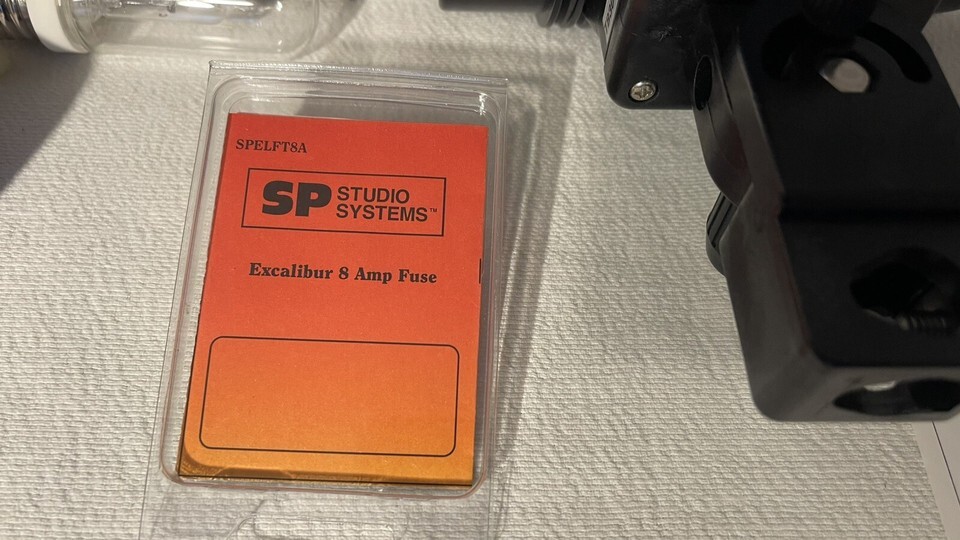 SPELFT8A
SP STUDIO
SYSTEMS™
Excalibur 8 Amp Fuse